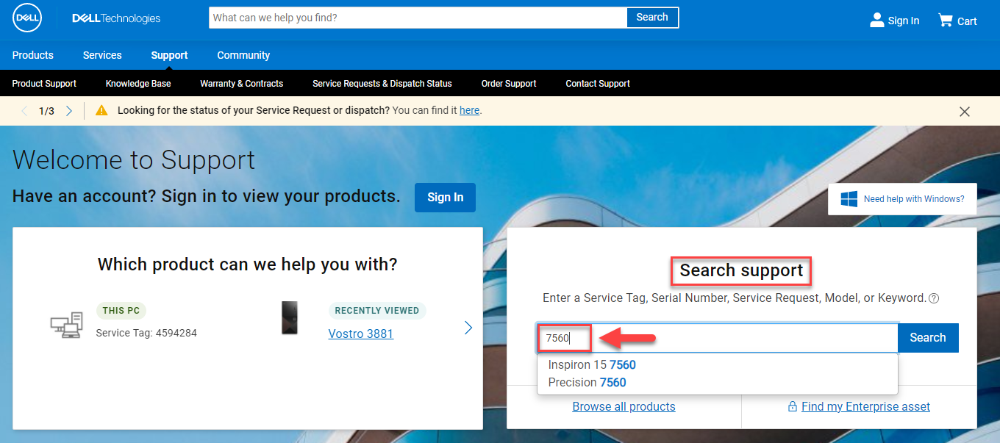 DELL
DELLTechnologies
What can we help you find?
Search
Sign In
Cart
Products
Services
Support
Community
Product Support
Knowledge Base
Warranty & Contracts
Service Requests & Dispatch Status
Order Support
Contact Support
1/3
Looking for the status of your Service Request or dispatch? You can find it here.
Welcome to Support
Have an account? Sign in to view your products.
Sign In
Need help with Windows?
Which product can we help you with?
THIS PC
Service Tag: 4594284
RECENTLY VIEWED
Vostro 3881
Search support
Enter a Service Tag, Serial Number, Service Request, Model, or Keyword.
7560
Search
Inspiron 15 7560
Precision 7560
Browse all products
Find my Enterprise asset